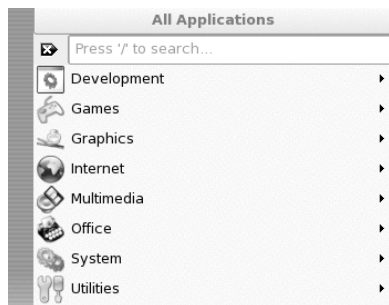 All Applications
Press '/' to search...
Development
Games
Graphics
Internet
Multimedia
Office
System
Utilities